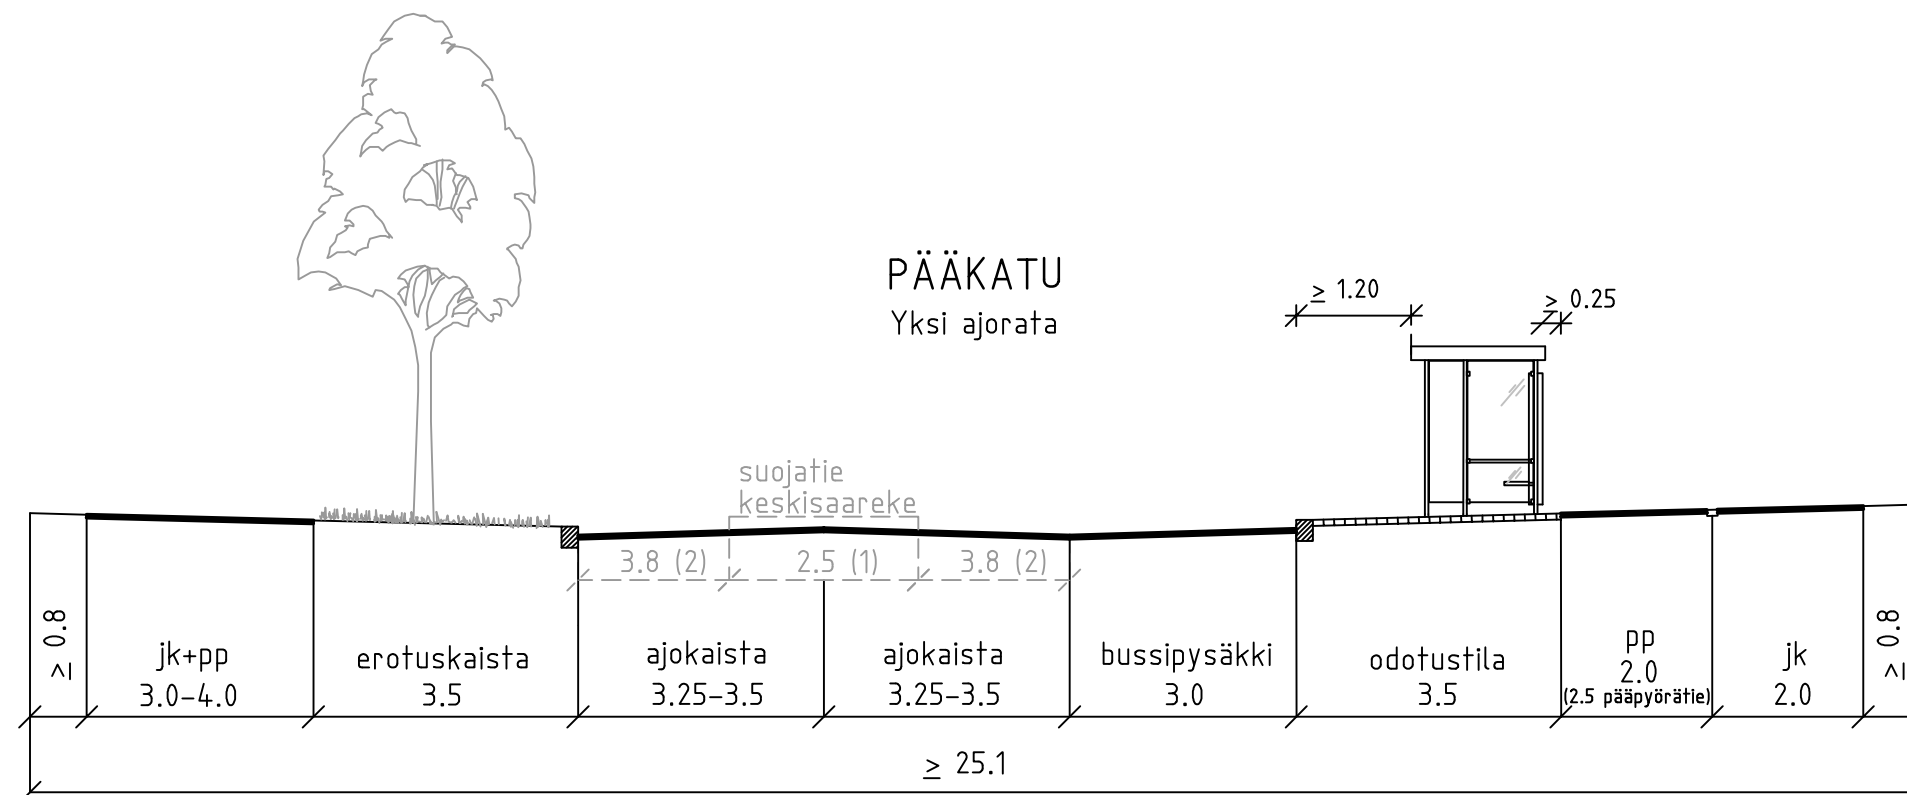 PÄÄKATU
Yksi ajorata
≥ 1.20
≥ 0.25
suojatie
keskisaareke
3.8 (2)
2.5 (1)
3.8 (2)
≥ 0.8
jk+pp
3.0-4.0
erotuskaista
3.5
ajokaista
3.25-3.5
ajokaista
3.25-3.5
bussipysäkki
3.0
odotustila
3.5
pp
2.0
(2.5 pääpyörätie)
jk
2.0
≥ 0.8
≥ 25.1